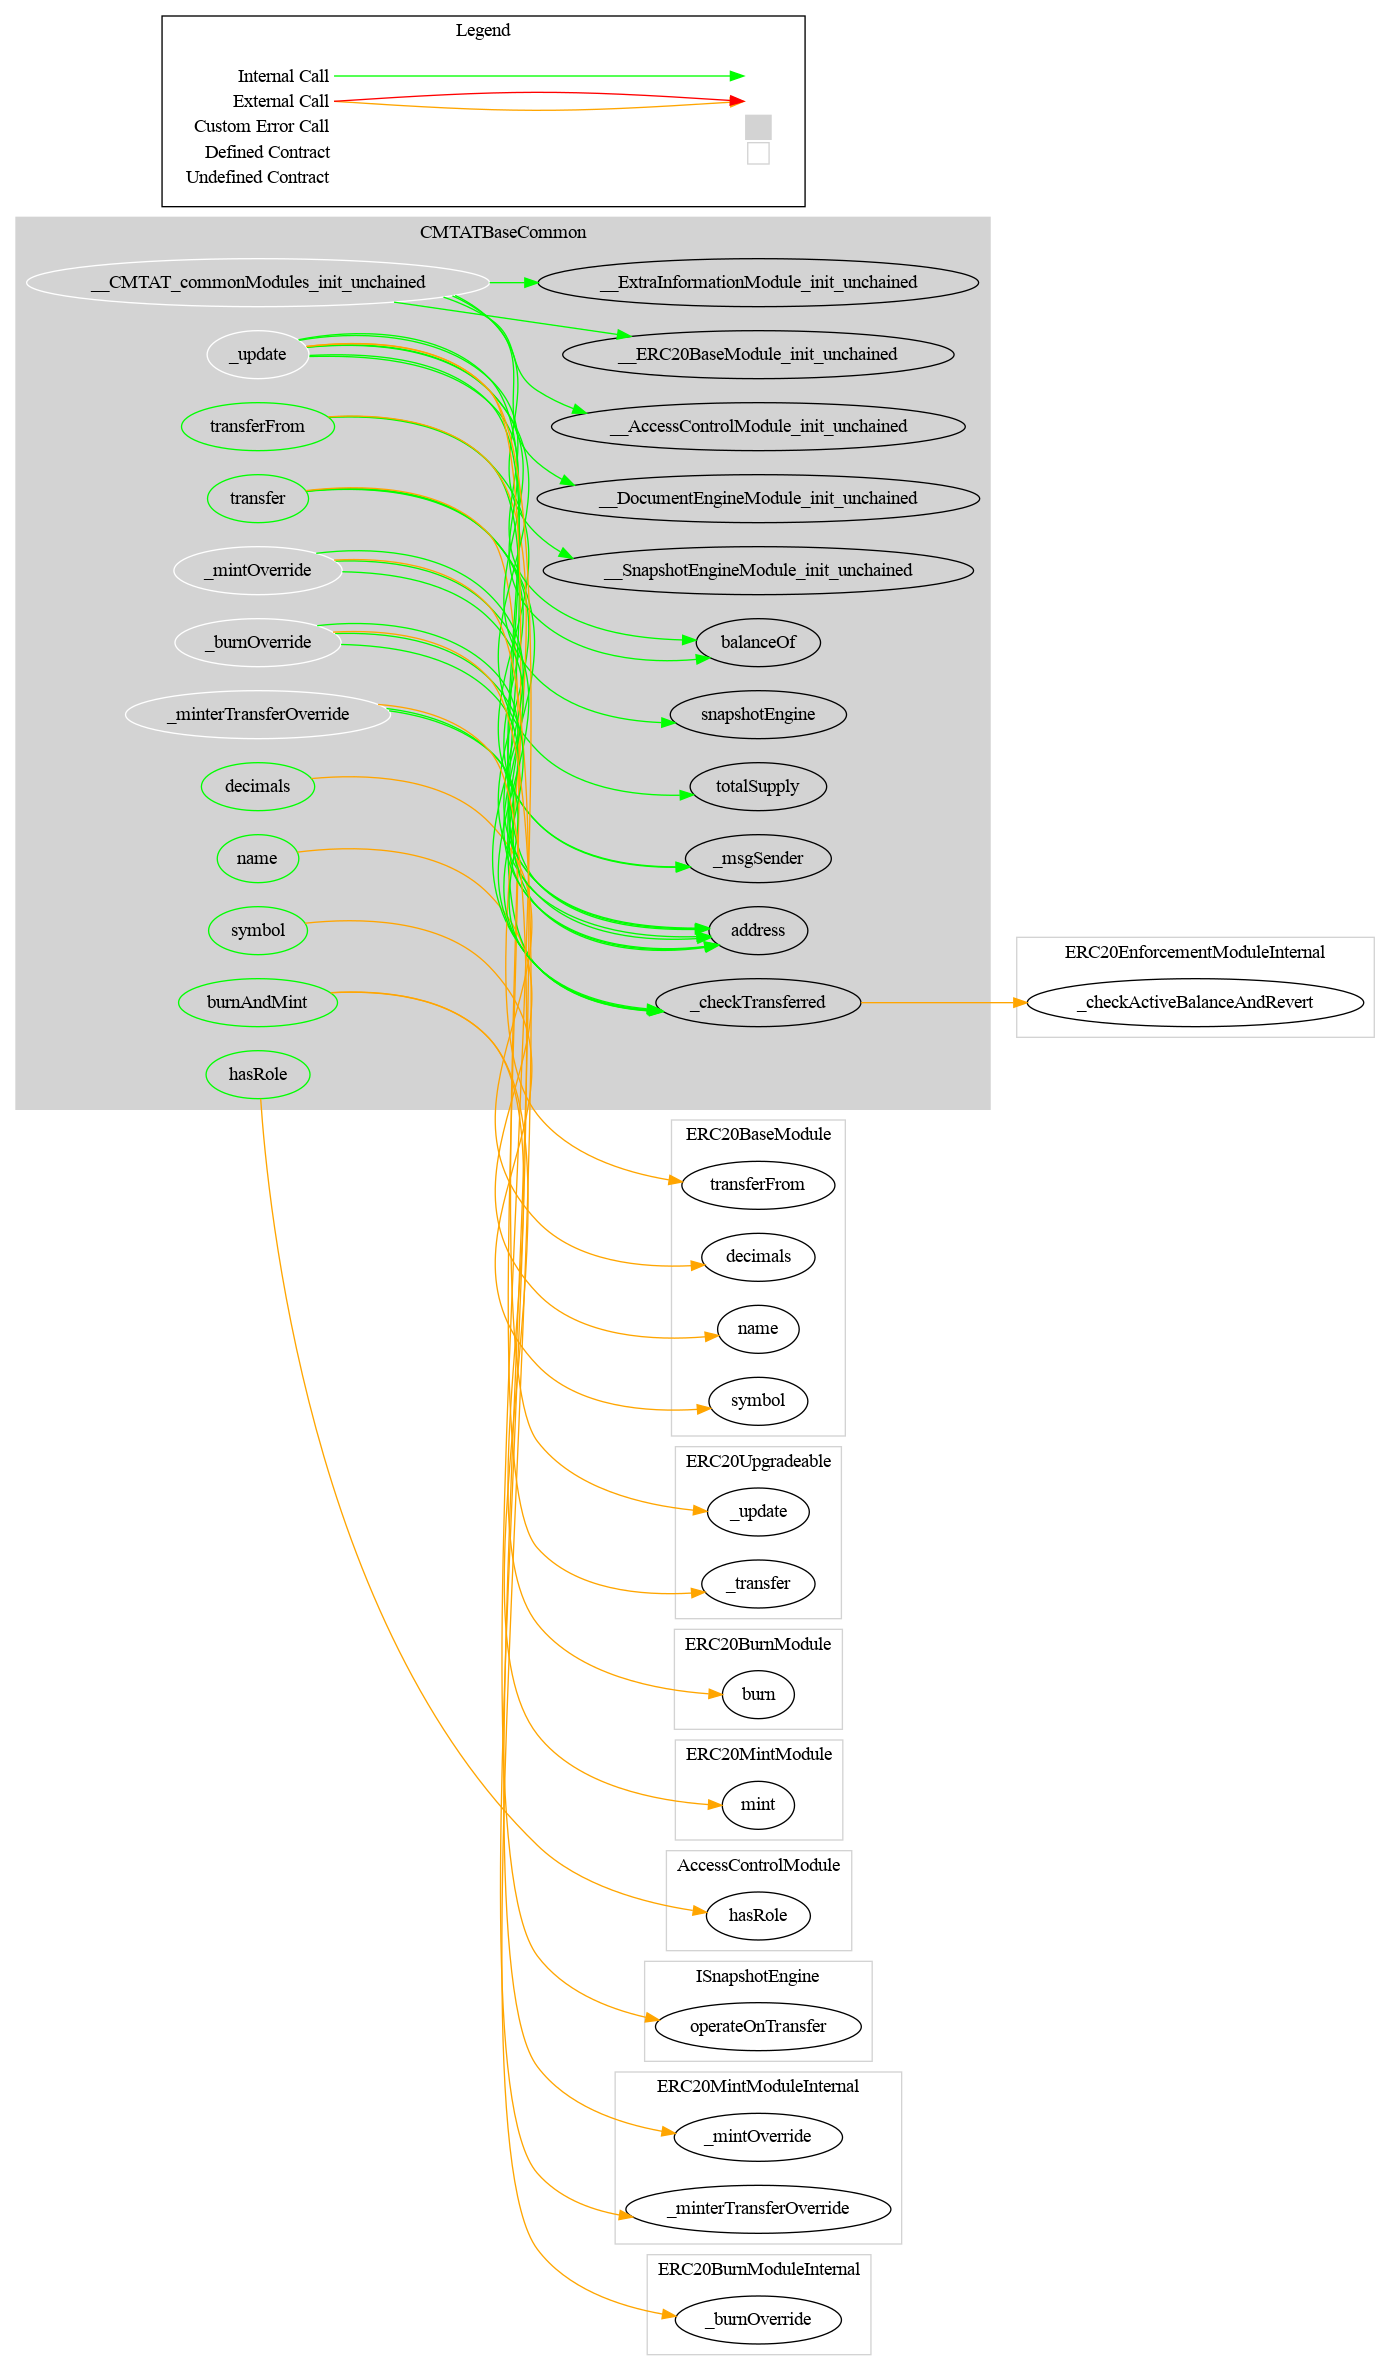 Legend
Internal Call
External Call
Custom Error Call
Defined Contract
Undefined Contract
CMTATBaseCommon
__CMTAT_commonModules_init_unchained
__ExtraInformationModule_init_unchained
_update
__ERC20BaseModule_init_unchained
transferFrom
__AccessControlModule_init_unchained
transfer
__DocumentEngineModule_init_unchained
_mintOverride
__SnapshotEngineModule_init_unchained
_burnOverride
balanceOf
_minterTransferOverride
snapshotEngine
decimals
totalSupply
name
_msgSender
symbol
address
burnAndMint
_checkTransferred
hasRole
ERC20EnforcementModuleInternal
_checkActiveBalanceAndRevert
ERC20BaseModule
transferFrom
decimals
name
symbol
ERC20Upgradeable
_update
_transfer
ERC20BurnModule
burn
ERC20MintModule
mint
AccessControlModule
hasRole
ISnapshotEngine
operateOnTransfer
ERC20MintModuleInternal
_mintOverride
_minterTransferOverride
ERC20BurnModuleInternal
_burnOverride